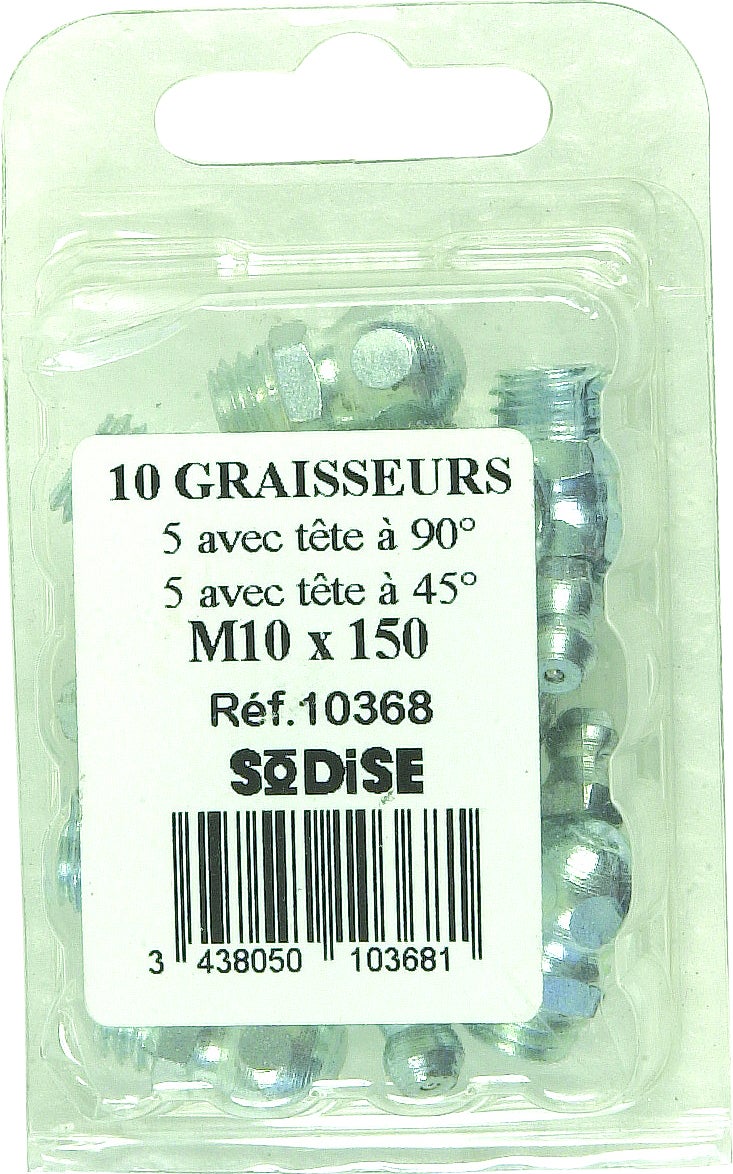 10 GRAISSEURS
5 avec tête à 90°
5 avec tête à 45°
M10 x 150
Réf.10368
SODiSE
3 438050 103681